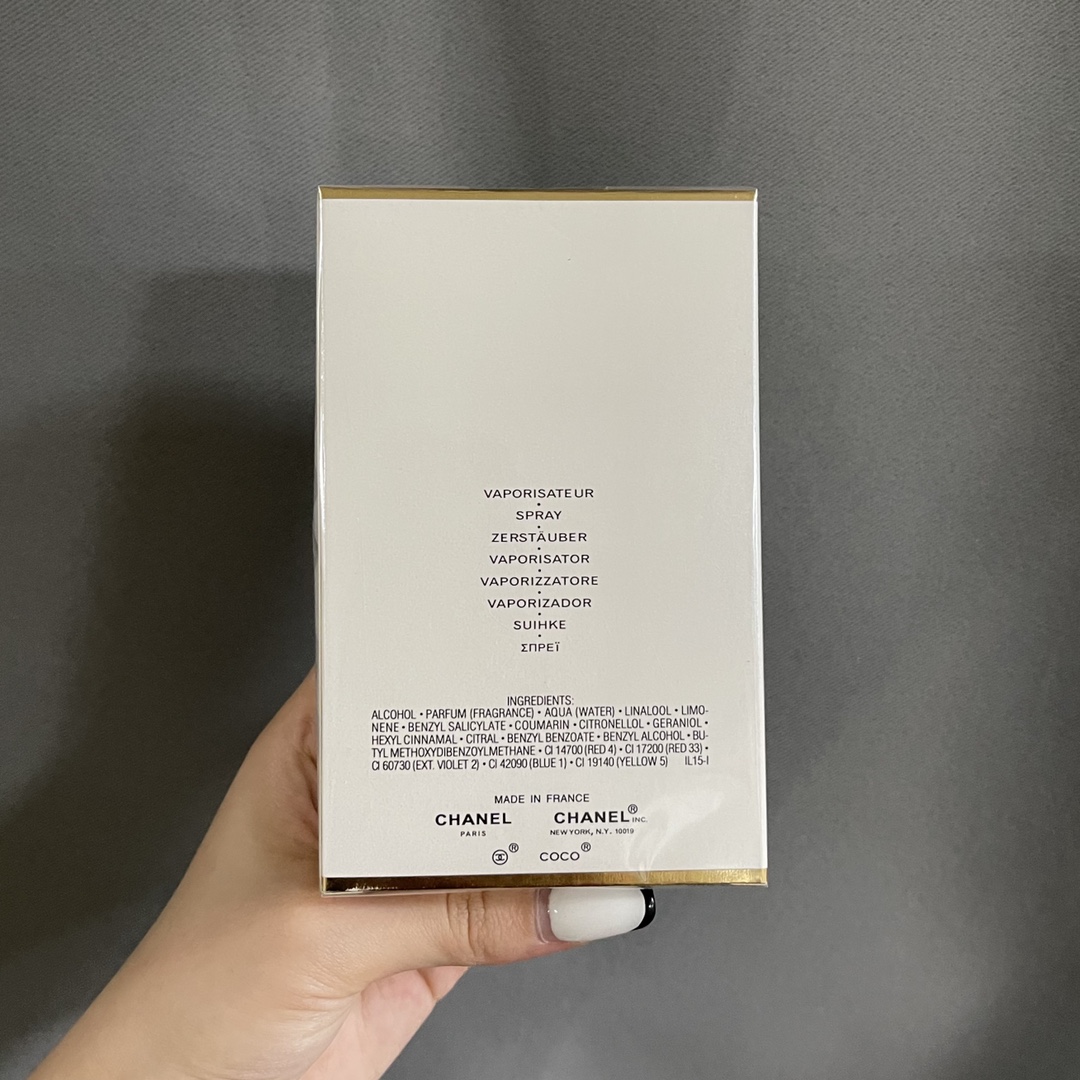 VAPORISATEUR
•
SPRAY
•
ZERSTÄUBER
•
VAPORISATOR
•
VAPORIZZATORE
•
VAPORIZADOR
•
SUIHKE
•
ΣΠΡΕΪ
INGREDIENTS:
ALCOHOL • PARFUM (FRAGRANCE) • AQUA (WATER) • LINALOOL • LIMO-
NENE • BENZYL SALICYLATE • COUMARIN • CITRONELLOL • GERANIOL •
HEXYL CINNAMAL • CITRAL • BENZYL BENZOATE • BENZYL ALCOHOL • BU-
TYL METHOXYDIBENZOYLMETHANE • CI 14700 (RED 4) • CI 17200 (RED 33) •
CI 60730 (EXT. VIOLET 2) • CI 42090 (BLUE 1) • CI 19140 (YELLOW 5) IL15-I
MADE IN FRANCE
CHANEL CHANEL® INC.
PARIS NEW YORK, N.Y. 10019
® COCO®